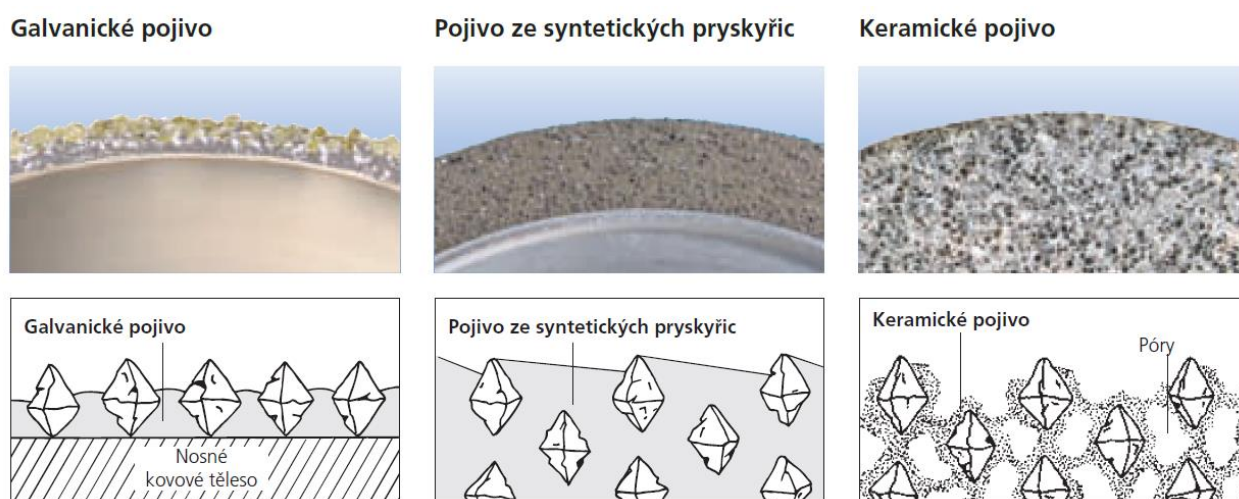 Galvanické pojivo
Pojivo ze syntetických pryskyřic
Keramické pojivo
Galvanické pojivo
Nosné
kovové těleso
Pojivo ze syntetických pryskyřic
Keramické pojivo
Póry